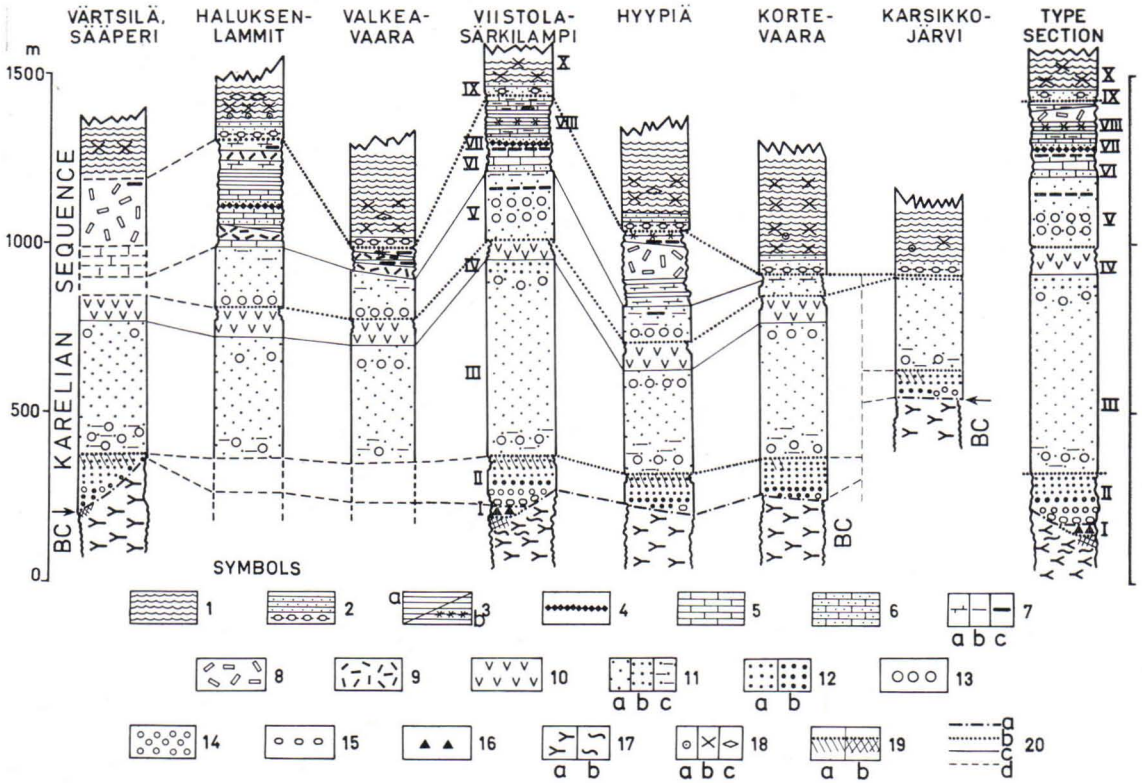 VÄRTSILÄ, SÄÄPERI
HALUKSEN-LAMMIT
VALKEA-VAARA
VIISTOLA-SÄRKILAMPI
HYYPIÄ
KORTE-VAARA
KARSIKKO-JÄRVI
TYPE SECTION
m
1500
1000
500
0
KARELIAN SEQUENCE
BC
X
IX
VIII
VII
VI
V
IV
III
II
I
BC
BC
X
IX
VIII
VII
VI
V
IV
III
II
I
SYMBOLS
1
2
a
b
3
4
5
6
a b c
7
8
9
10
a b c
11
a b
12
13
14
15
16
a b
17
a b c
18
a b
19
a
b
c
d
20